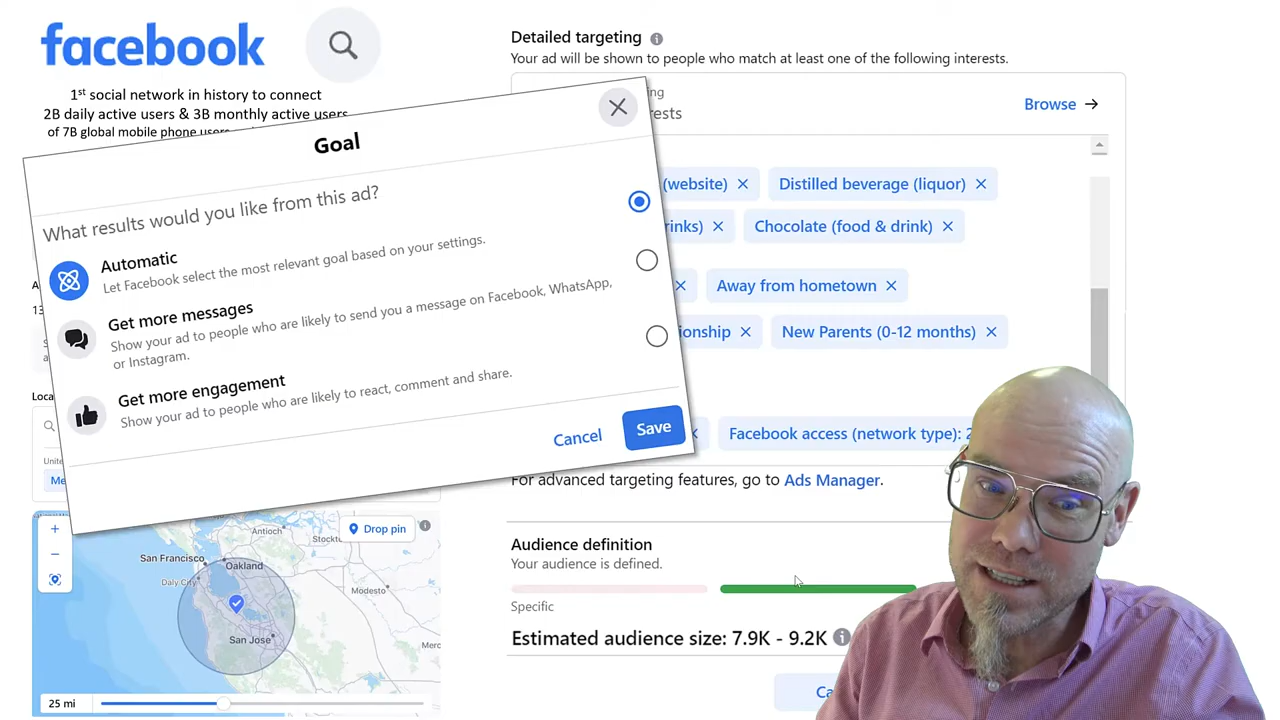 facebook
1st social network in history to connect
2B daily active users & 3B monthly active users
of 7B global mobile phone users
Goal
What results would you like from this ad?
Automatic
Let Facebook select the most relevant goal based on your settings.
Get more messages
Show your ad to people who are likely to send you a message on Facebook, WhatsApp,
or Instagram.
Get more engagement
Show your ad to people who are likely to react, comment and share.
Cancel
Save
Detailed targeting
Your ad will be shown to people who match at least one of the following interests.
Browse
(website)
Distilled beverage (liquor)
Chocolate (food & drink)
Away from hometown
New Parents (0-12 months)
Facebook access (network type):
For advanced targeting features, go to Ads Manager.
Audience definition
Your audience is defined.
Specific
Estimated audience size: 7.9K - 9.2K
Drop pin
Antioch
San Francisco
Oakland
Daly City
Modesto
San Jose
25 mi